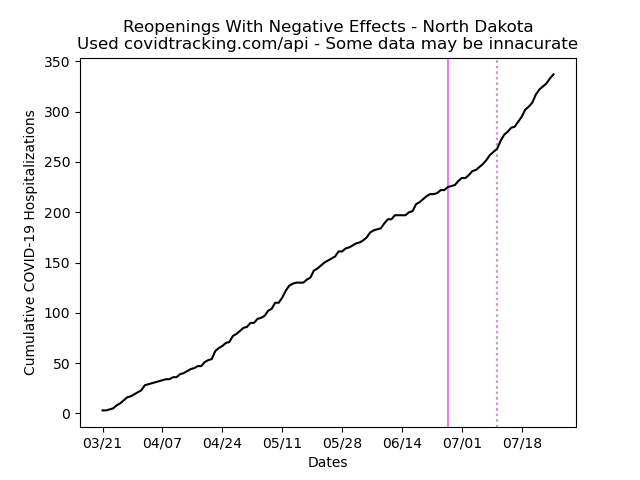 Reopenings With Negative Effects - North Dakota
Used covidtracking.com/api - Some data may be innacurate
Cumulative COVID-19 Hospitalizations
350
300
250
200
150
100
50
0
03/21 04/07 04/24 05/11 05/28 06/14 07/01 07/18
Dates